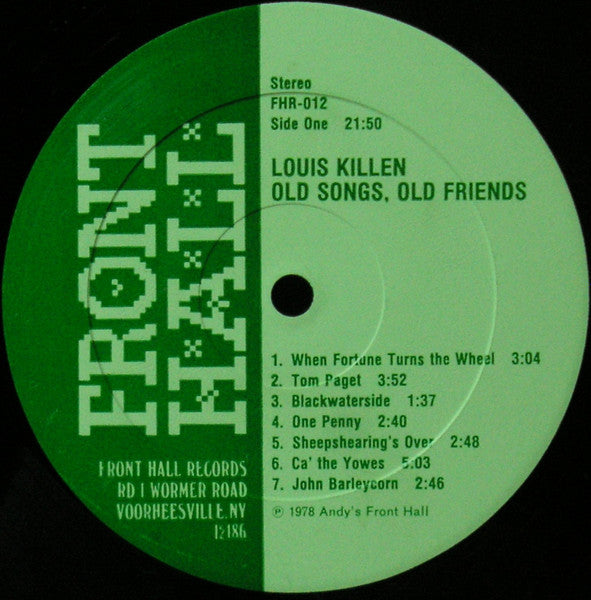 FRONT
HALL
FRONT HALL RECORDS
RD 1 WORMER ROAD
VOORHEESVILLE, NY
12186
Stereo
FHR-012
Side One 21:50
LOUIS KILLEN
OLD SONGS, OLD FRIENDS
1. When Fortune Turns the Wheel 3:04
2. Tom Paget 3:52
3. Blackwaterside 1:37
4. One Penny 2:40
5. Sheepshearing's Over 2:48
6. Ca' the Yowes 5:03
7. John Barleycorn 2:46
℗ 1978 Andy's Front Hall